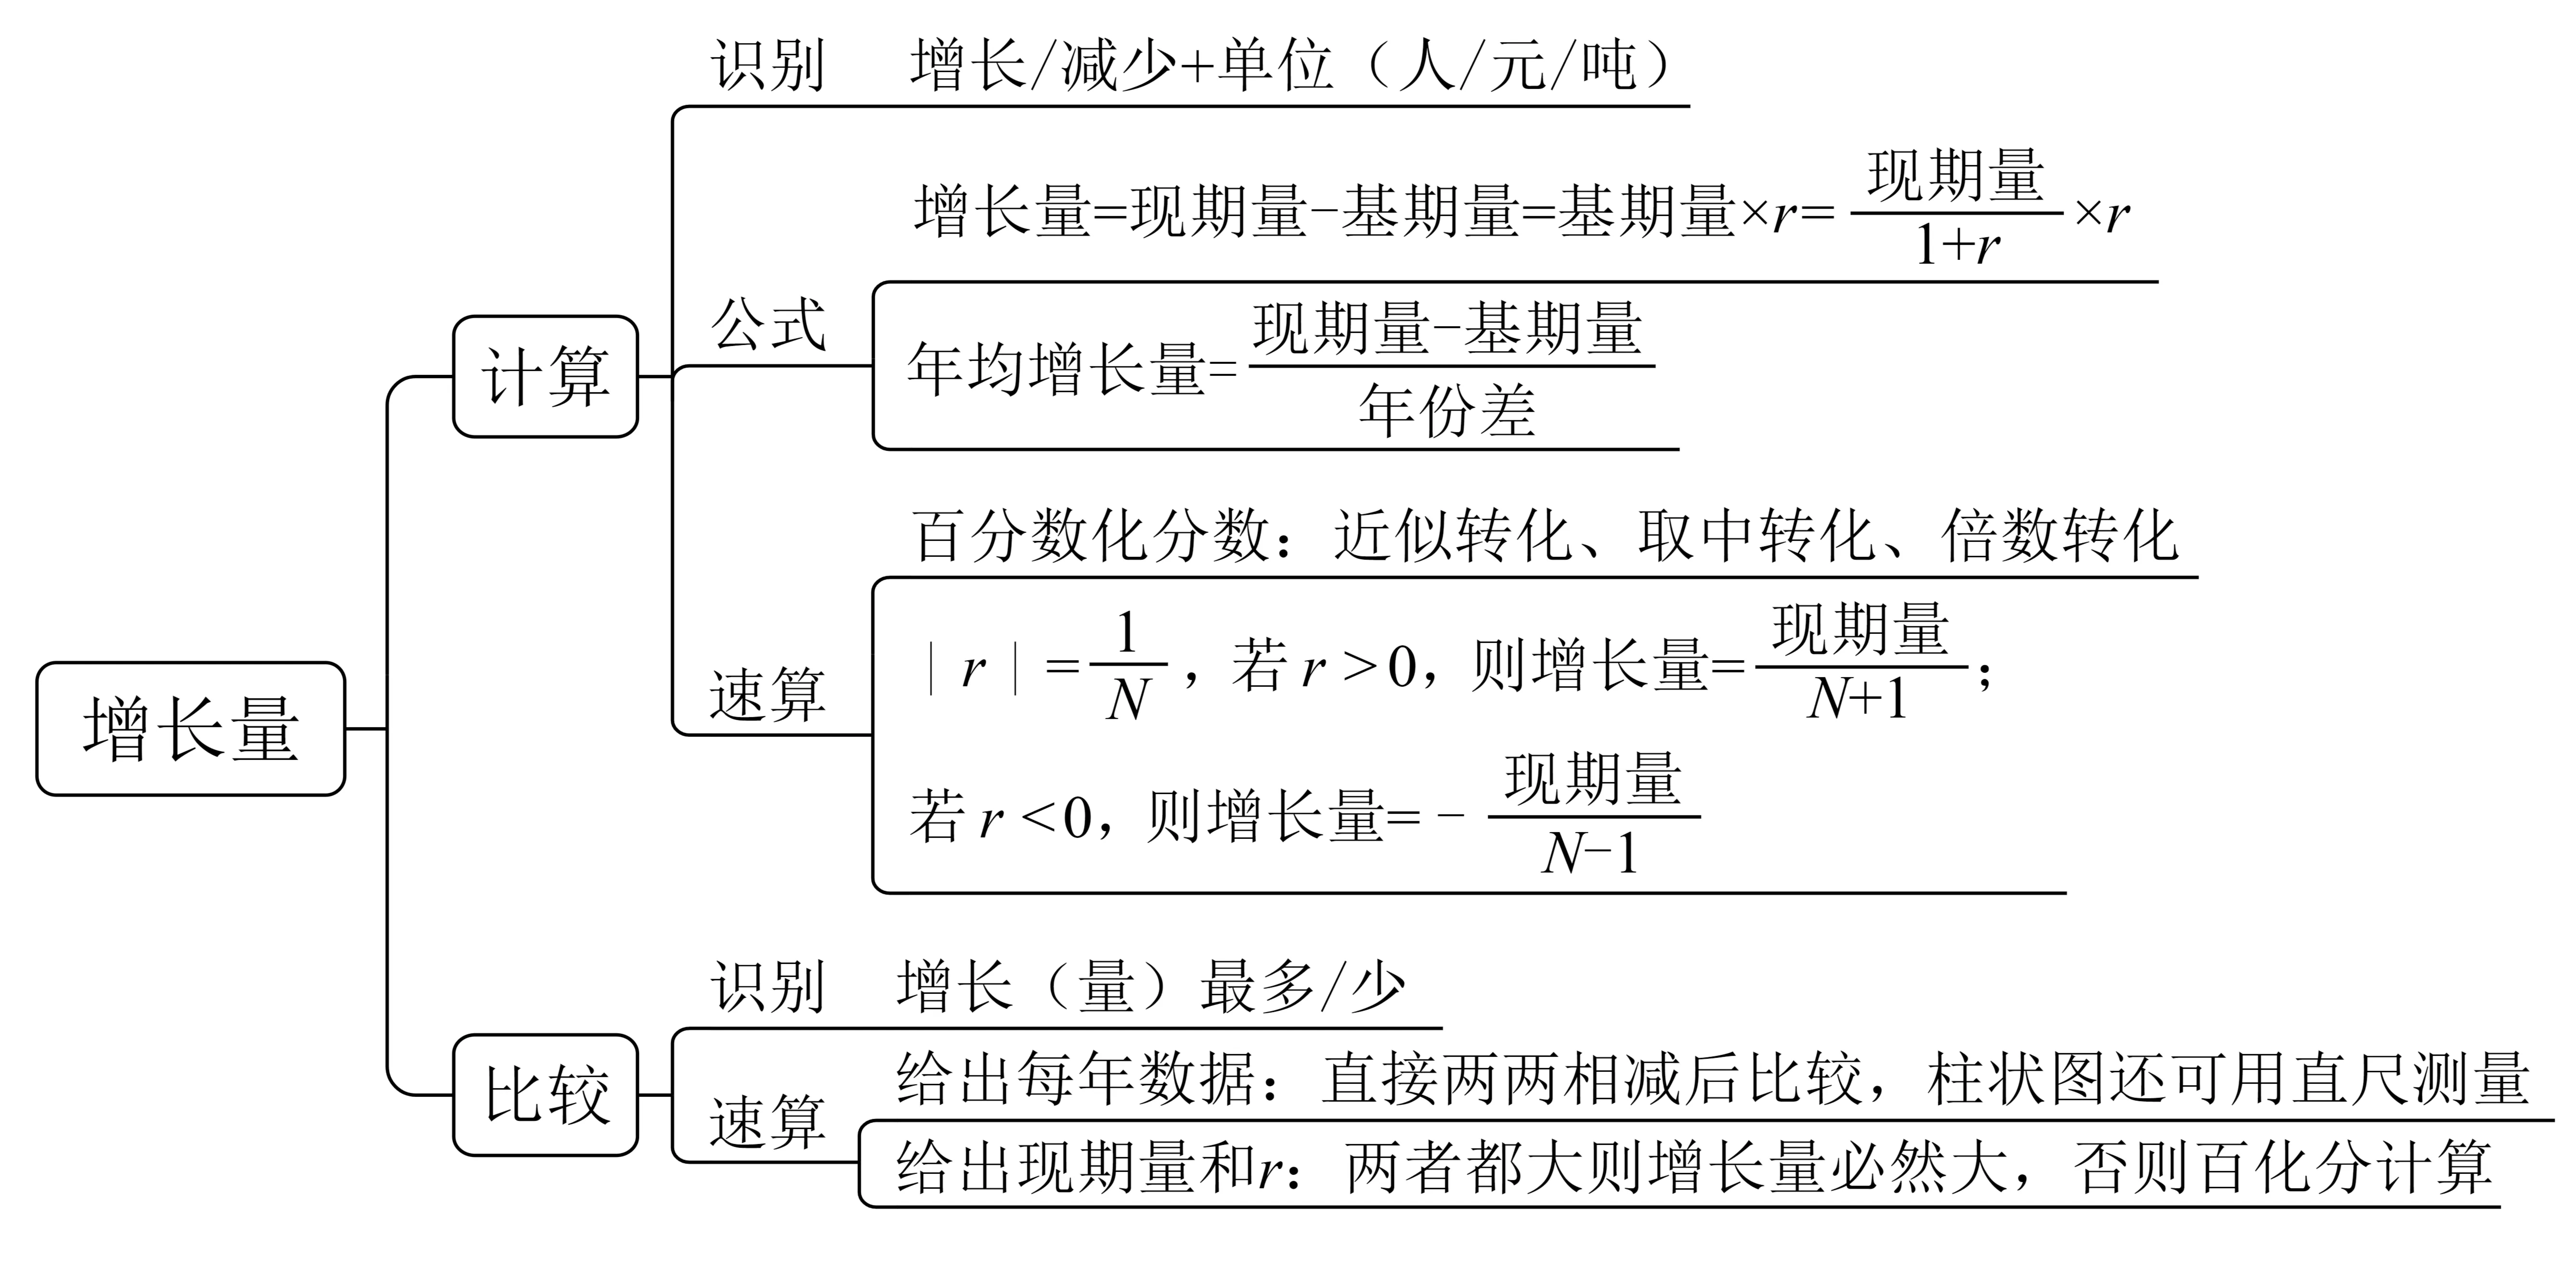 增长量
计算
识别 增长/减少+单位（人/元/吨）
公式
增长量=现期量-基期量=基期量×r=现期量/(1+r)×r
年均增长量=(现期量-基期量)/年份差
速算
百分数化分数：近似转化、取中转化、倍数转化
|r|=1/N，若r>0，则增长量=现期量/(N+1)；
若r<0，则增长量=-现期量/(N-1)
比较
识别 增长（量）最多/少
速算
给出每年数据：直接两两相减后比较，柱状图还可用直尺测量
给出现期量和r：两者都大则增长量必然大，否则百化分计算